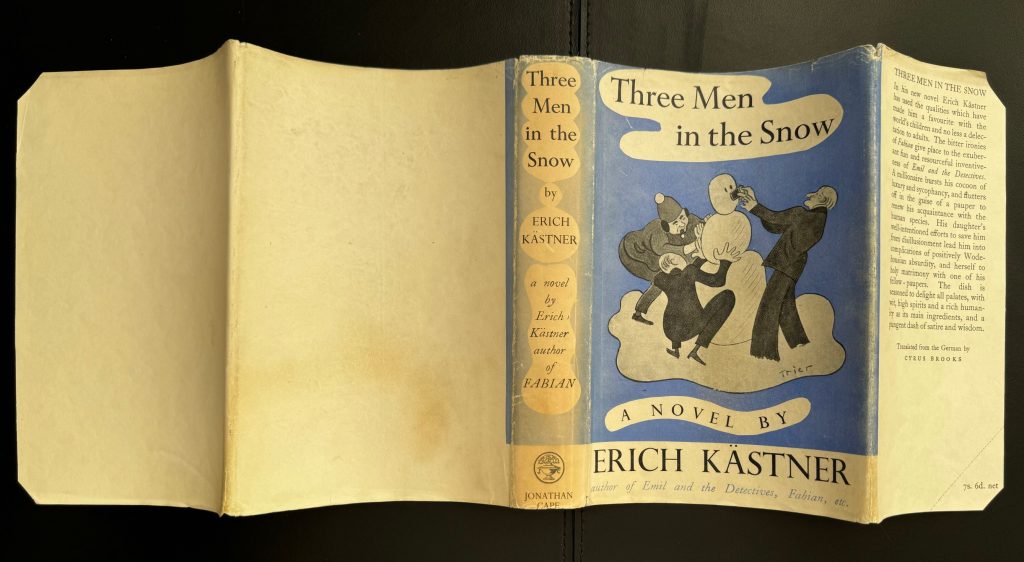 Three
Men
in the
Snow
by
ERICH
KÄSTNER
a novel
by
Erich
Kästner
author
of
FABIAN
JONATHAN
CAPE
Three Men
in the Snow
Trier
A NOVEL BY
ERICH KÄSTNER
author of Emil and the Detectives, Fabian, etc.
THREE MEN IN THE SNOW
In his new novel Erich Kästner
has used the qualities which have
made him a favourite with the
world's children and no less a delec-
tation to adults. The bitter ironies
of Fabian give place to the exuber-
ant fun and resourceful inventive-
ness of Emil and the Detectives.
A millionaire bursts his cocoon of
luxury and sycophancy, and flutters
off in the guise of a pauper to
renew his acquaintance with the
human species. His daughter's
well-intentioned efforts to save him
from disillusionment lead him into
complications of positively Wode-
housian absurdity, and herself to
holy matrimony with one of his
fellow-paupers. The dish is
seasoned to delight all palates, with
wit, high spirits and a rich human-
ity as its main ingredients, and a
pungent dash of satire and wisdom.
Translated from the German by
CYRUS BROOKS
7s. 6d. net